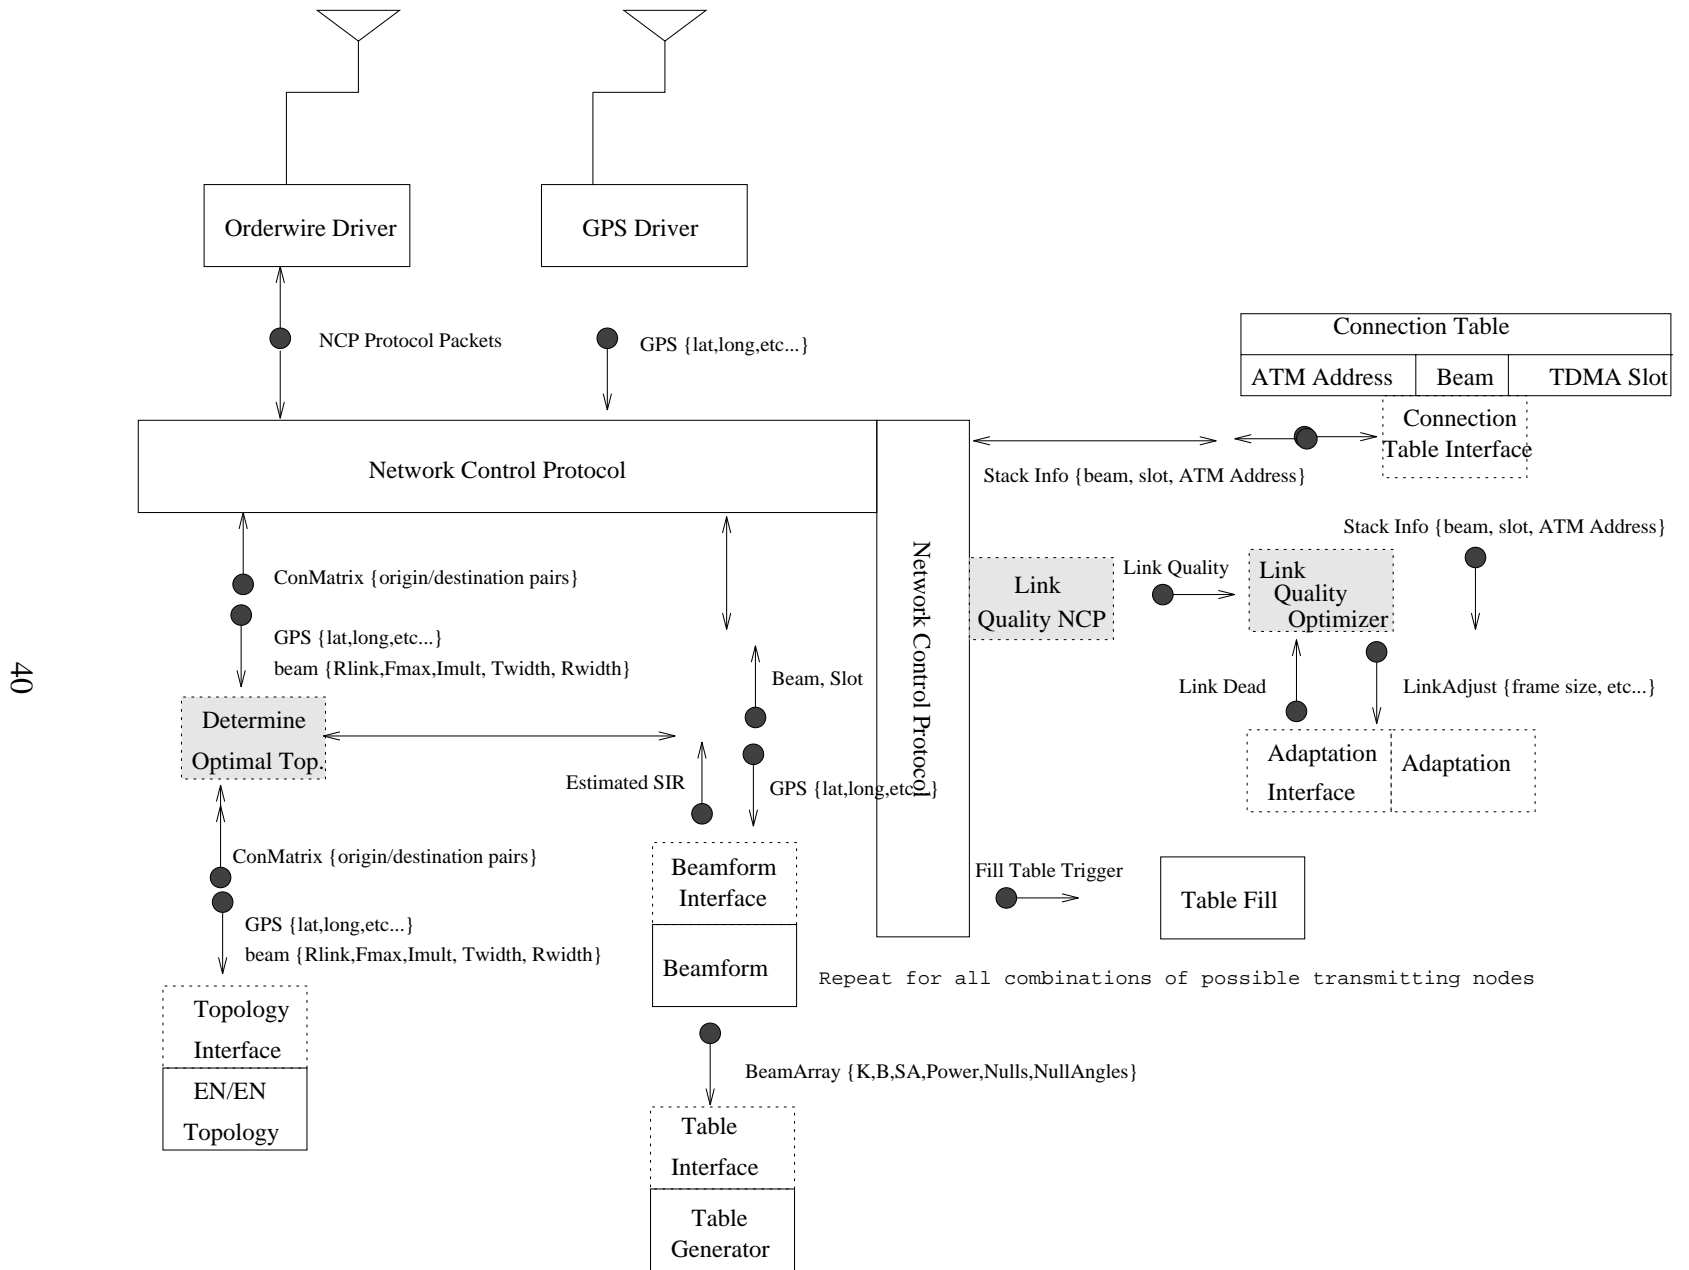 Orderwire Driver
GPS Driver
NCP Protocol Packets
GPS {lat,long,etc...}
Connection Table
ATM Address
Beam
TDMA Slot
Connection
Table Interface
Network Control Protocol
Stack Info {beam, slot, ATM Address}
Stack Info {beam, slot, ATM Address}
Network Control Protocol
ConMatrix {origin/destination pairs}
GPS {lat,long,etc...}
beam {Rlink,Fmax,Imult, Twidth, Rwidth}
Link
Quality NCP
Link Quality
Link
Quality
Optimizer
40
Beam, Slot
Link Dead
LinkAdjust {frame size, etc...}
Determine
Optimal Top.
Estimated SIR
GPS {lat,long,etc...}
Adaptation
Interface
Adaptation
ConMatrix {origin/destination pairs}
GPS {lat,long,etc...}
beam {Rlink,Fmax,Imult, Twidth, Rwidth}
Beamform
Interface
Beamform
Fill Table Trigger
Table Fill
Repeat for all combinations of possible transmitting nodes
Topology
Interface
EN/EN
Topology
BeamArray {K,B,SA,Power,Nulls,NullAngles}
Table
Interface
Table
Generator